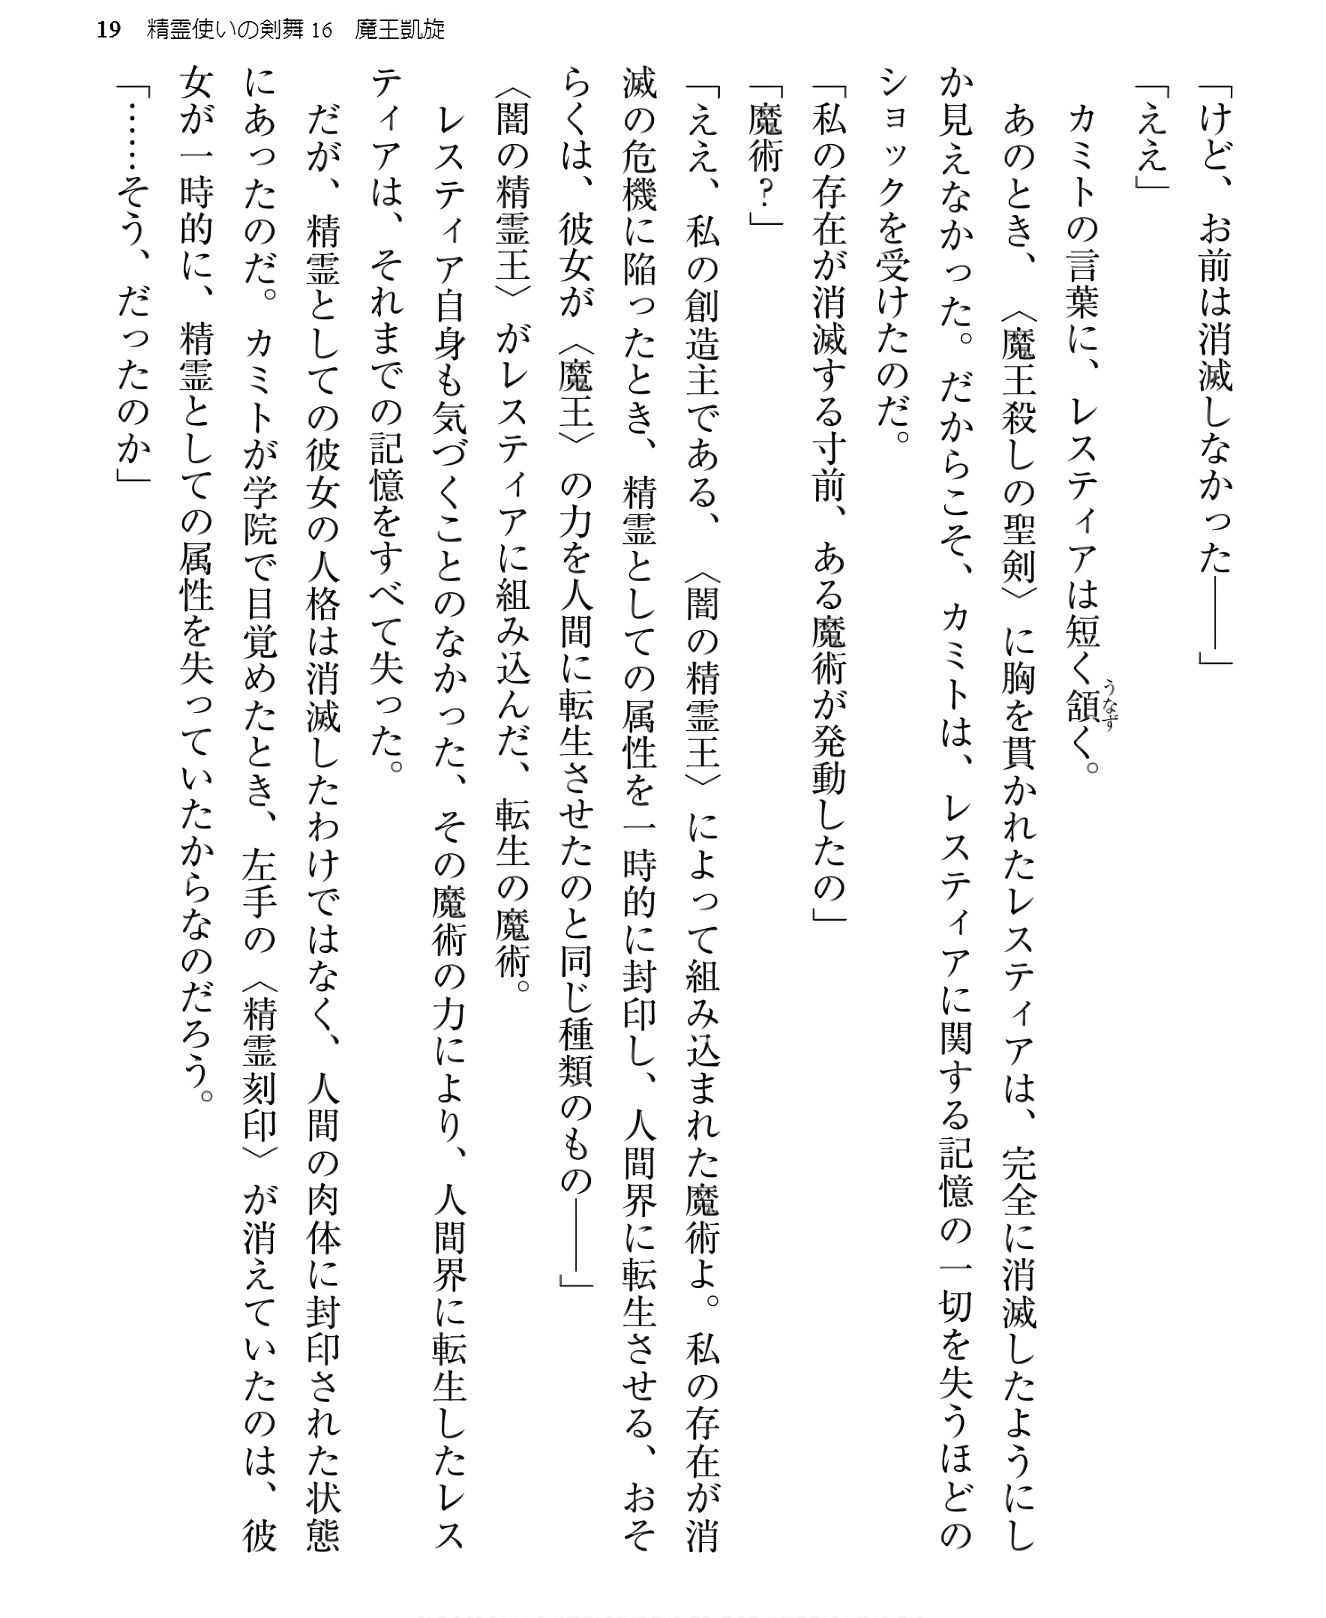 19　精霊使いの剣舞16　魔王凱旋
「けど、お前は消滅しなかった――」
「ええ」
　カミトの言葉に、レスティアは短く頷く。
うなず
　あのとき、〈魔王殺しの聖剣〉に胸を貫かれたレスティアは、完全に消滅したようにし
か見えなかった。だからこそ、カミトは、レスティアに関する記憶の一切を失うほどの
ショックを受けたのだ。
「私の存在が消滅する寸前、ある魔術が発動したの」
「魔術？」
「ええ、私の創造主である、〈闇の精霊王〉によって組み込まれた魔術よ。私の存在が消
滅の危機に陥ったとき、精霊としての属性を一時的に封印し、人間界に転生させる、おそ
らくは、彼女が〈魔王〉の力を人間に転生させたのと同じ種類のもの――」
〈闇の精霊王〉がレスティアに組み込んだ、転生の魔術。
　レスティア自身も気づくことのなかった、その魔術の力により、人間界に転生したレス
ティアは、それまでの記憶をすべて失った。
　だが、精霊としての彼女の人格は消滅したわけではなく、人間の肉体に封印された状態
にあったのだ。カミトが学院で目覚めたとき、左手の〈精霊刻印〉が消えていたのは、彼
女が一時的に、精霊としての属性を失っていたからなのだろう。
「……そう、だったのか」